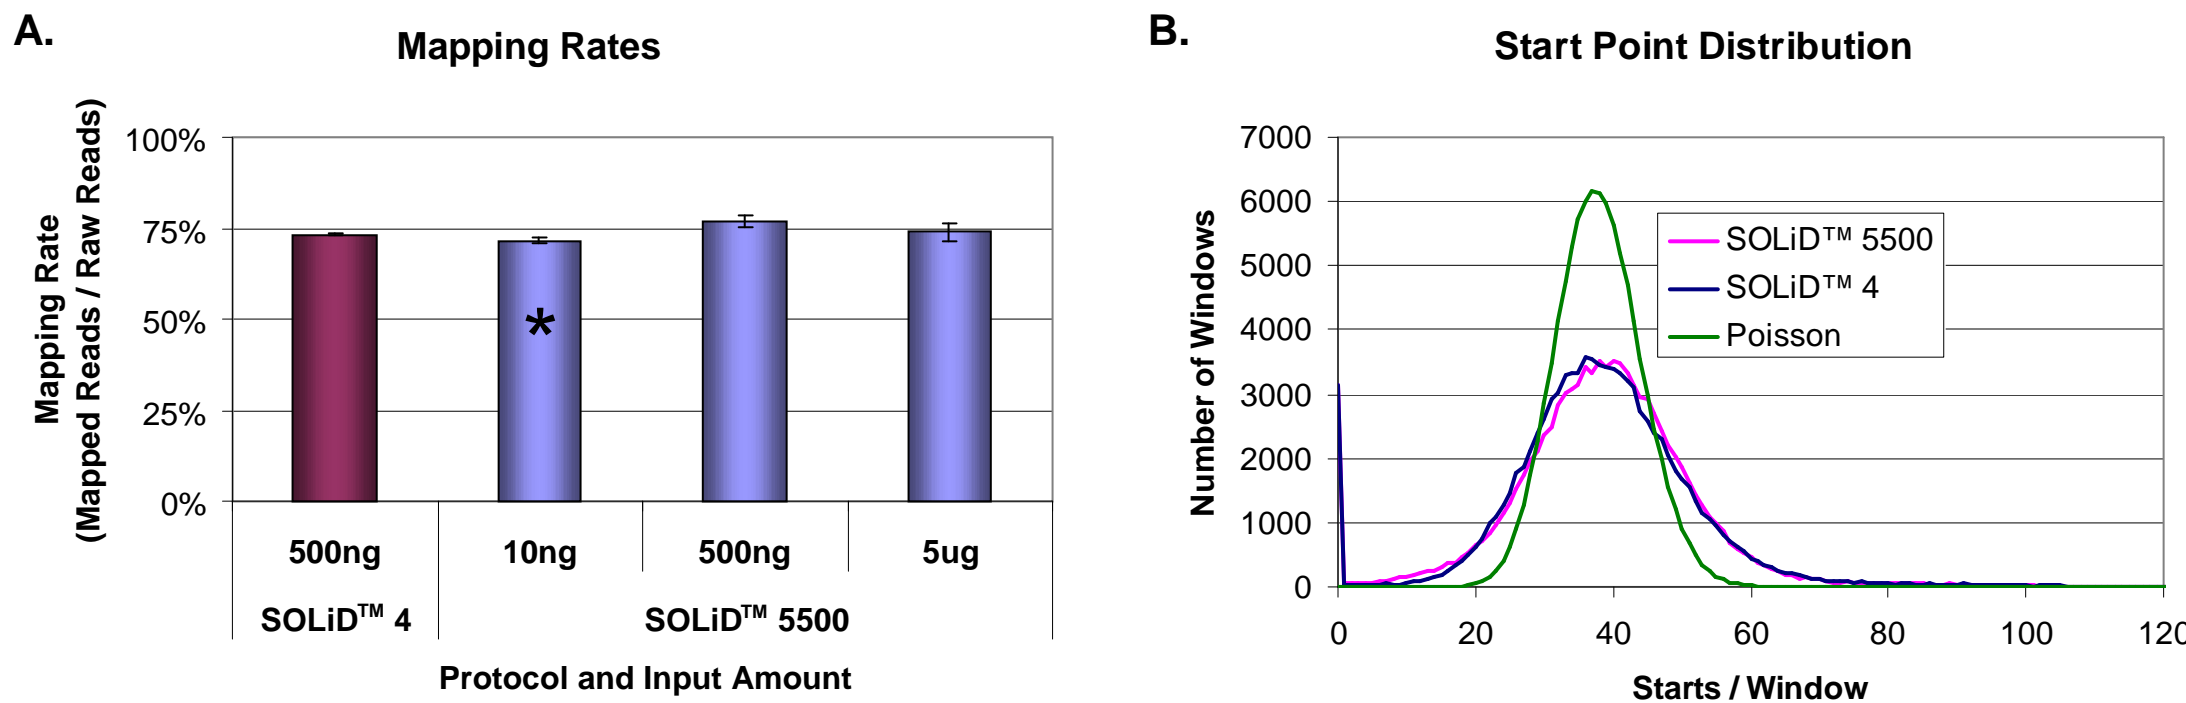 A.
Mapping Rates
Mapping Rate
(Mapped Reads / Raw Reads)
100%
75%
50%
25%
0%
*
500ng
10ng
500ng
5ug
SOLiD™ 4
SOLiD™ 5500
Protocol and Input Amount
B.
Start Point Distribution
Number of Windows
7000
6000
5000
4000
3000
2000
1000
0
SOLiD™ 5500
SOLiD™ 4
Poisson
0
20
40
60
80
100
120
Starts / Window